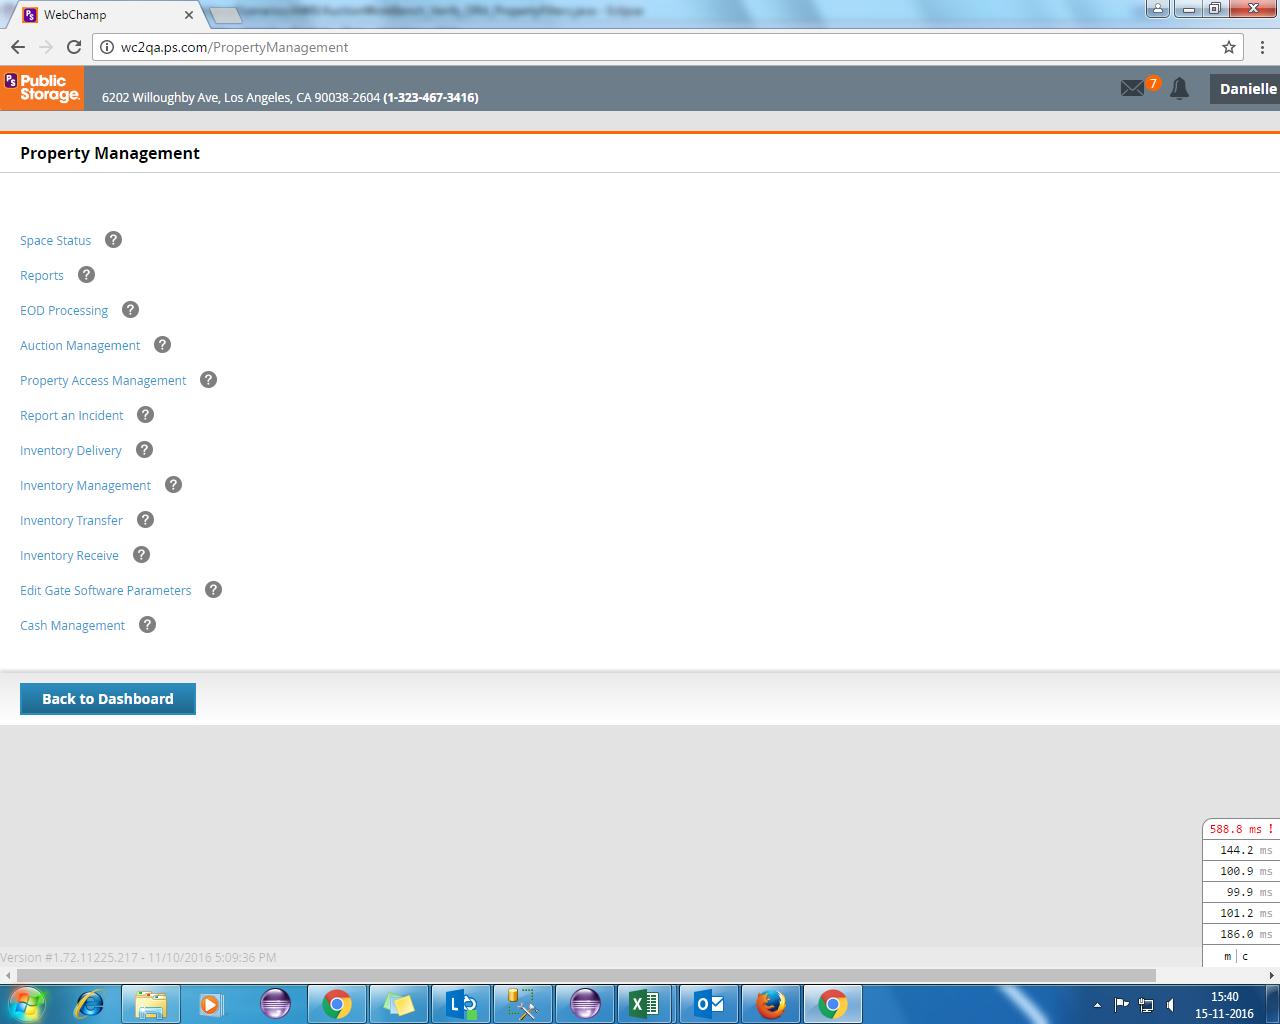 WebChamp
wc2qa.ps.com/PropertyManagement
PS Public
Storage.
6202 Willoughby Ave, Los Angeles, CA 90038-2604 (1-323-467-3416)
7
Danielle
Property Management
Space Status ?
Reports ?
EOD Processing ?
Auction Management ?
Property Access Management ?
Report an Incident ?
Inventory Delivery ?
Inventory Management ?
Inventory Transfer ?
Inventory Receive ?
Edit Gate Software Parameters ?
Cash Management ?
Back to Dashboard
588.8 ms !
144.2 ms
100.9 ms
99.9 ms
101.2 ms
186.0 ms
m | c
Version #1.72.11225.217 - 11/10/2016 5:09:36 PM
15:40
15-11-2016